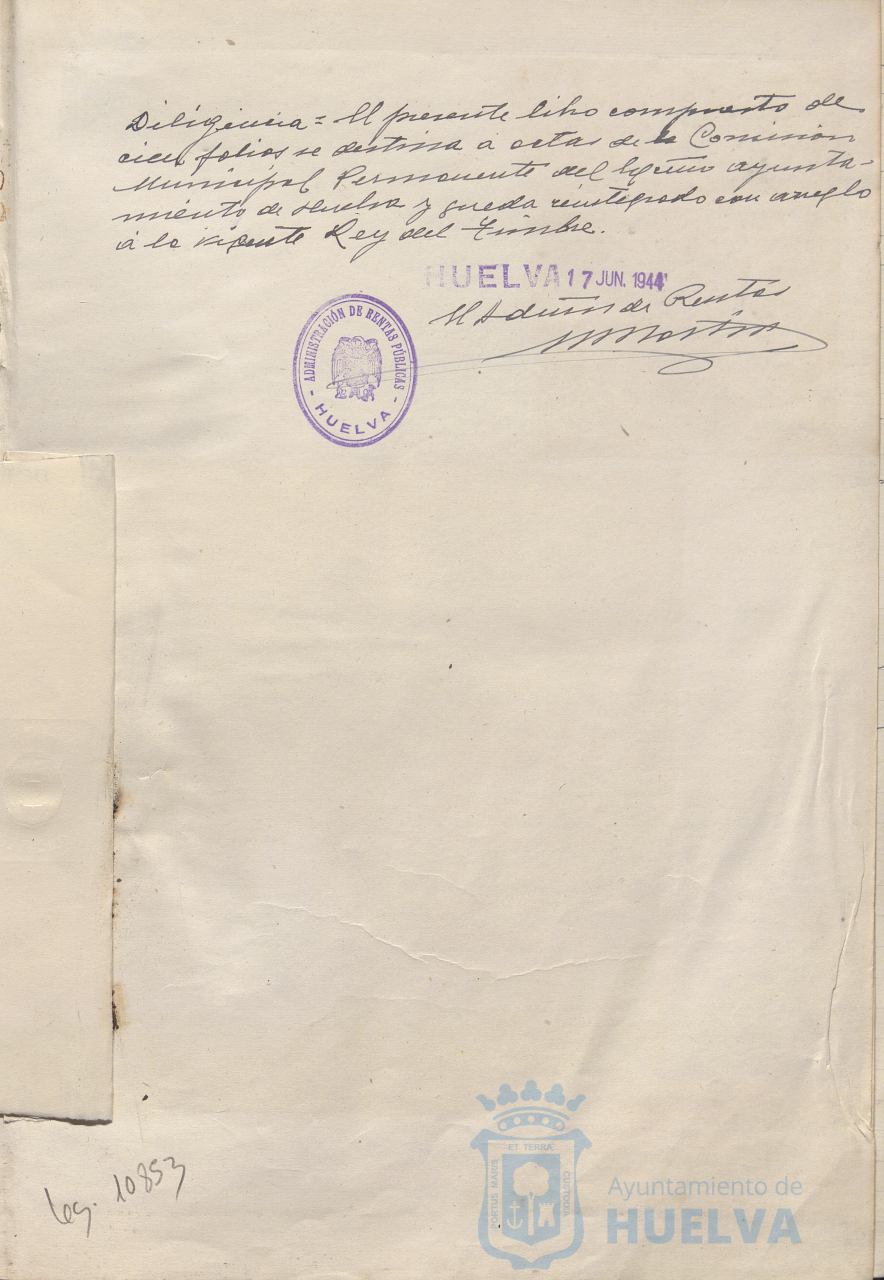 Diligencia = El presente libro compuesto de
cien folios se destina á actas de la Comisión
Municipal Permanente del Excmo ayunta-
miento de Huelva y queda reintegrado con arreglo
á la vigente Ley del Timbre.
HUELVA 17 JUN. 1944
El Admor de Rentas
ADMINISTRACIÓN DE RENTAS PÚBLICAS
- HUELVA -
Leg. 10853
ET TERRÆ
PORTUS MARIS
CUSTODIA
Ayuntamiento de
HUELVA